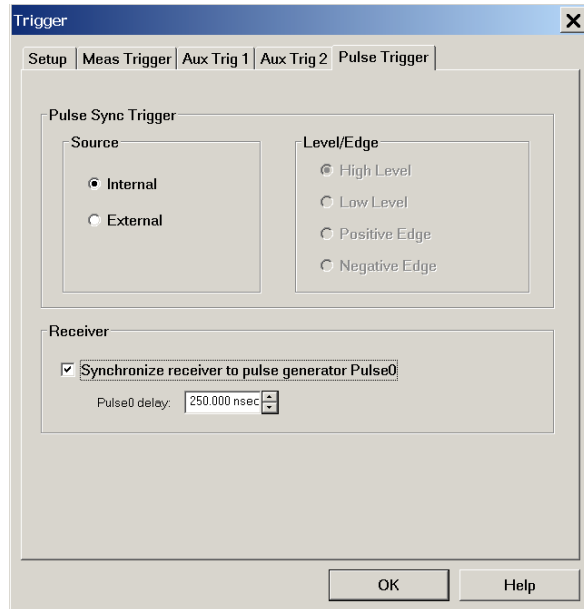 Trigger
Setup Meas Trigger Aux Trig 1 Aux Trig 2 Pulse Trigger
Pulse Sync Trigger
Source
Internal
External
Level/Edge
High Level
Low Level
Positive Edge
Negative Edge
Receiver
Synchronize receiver to pulse generator Pulse0
Pulse0 delay: 250.000 nsec
OK Help